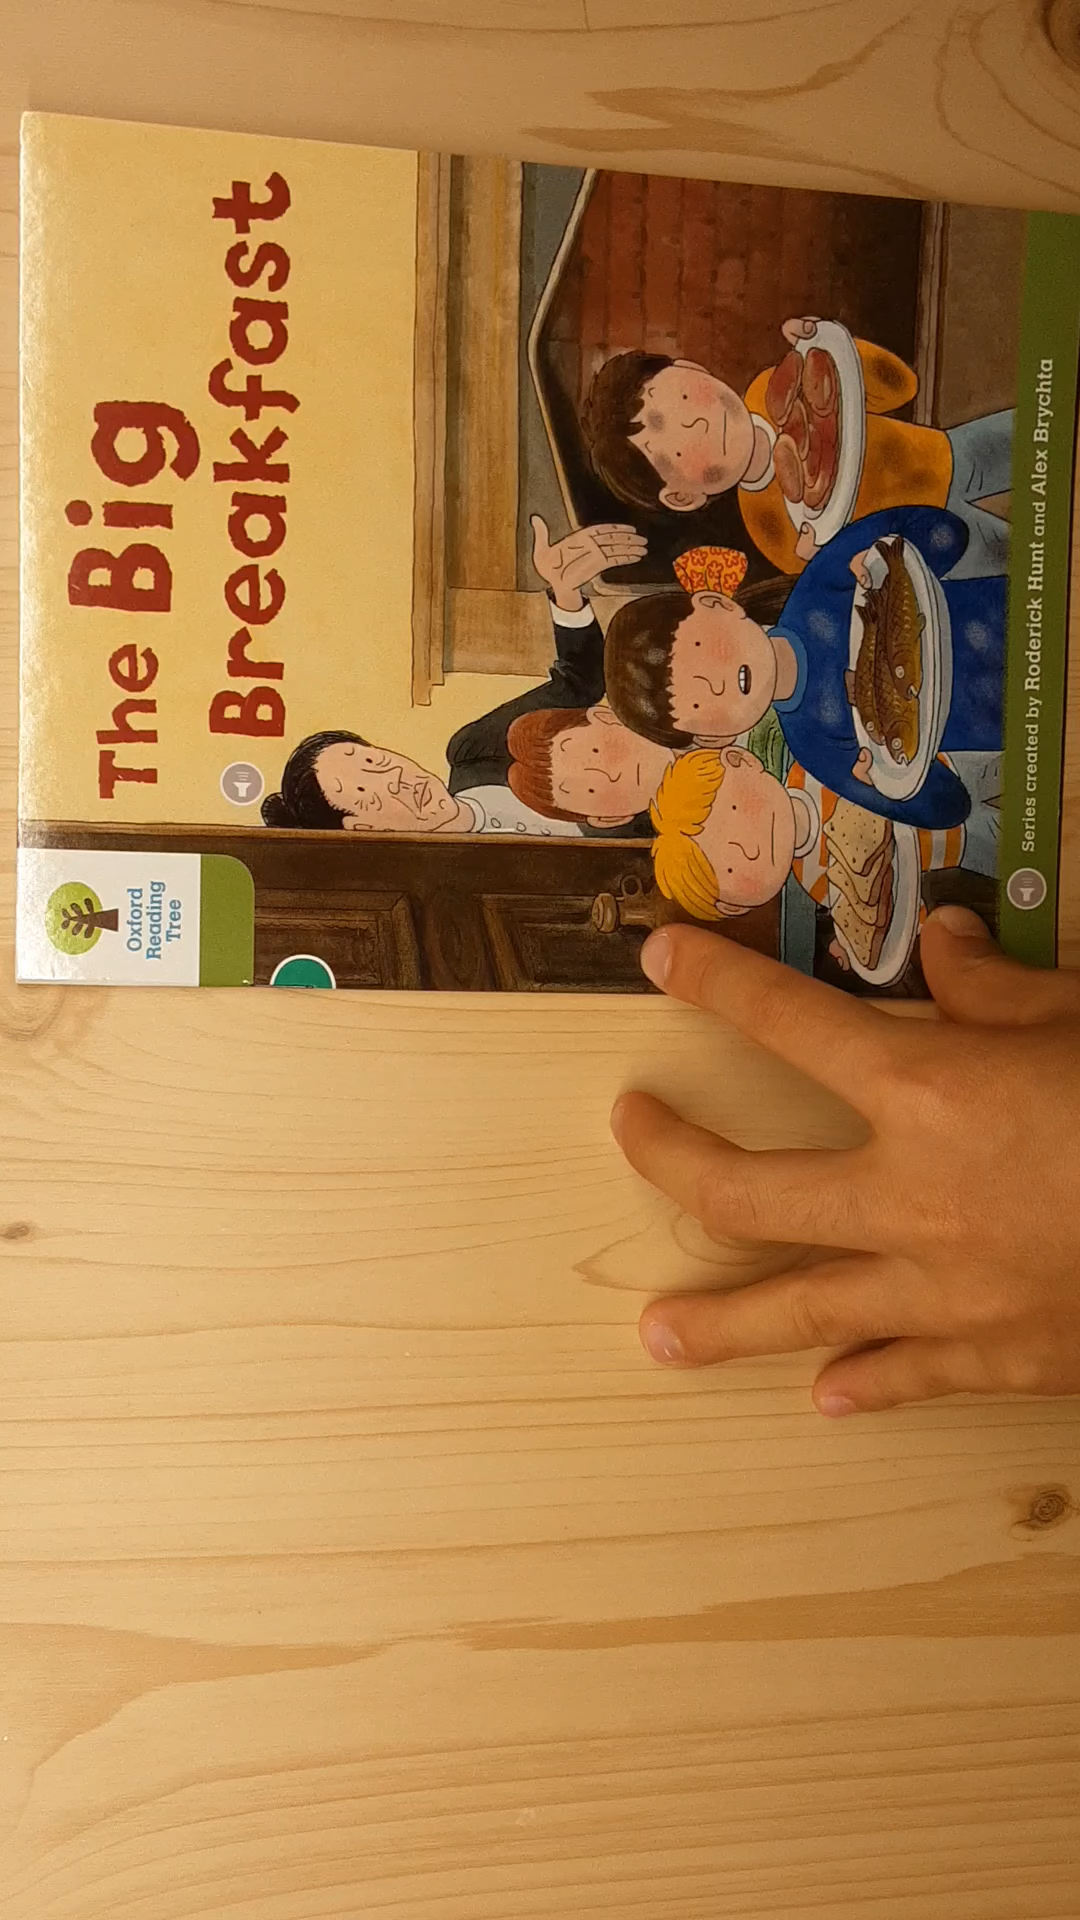 Oxford
Reading
Tree
The Big
Breakfast
Series created by Roderick Hunt and Alex Brychta